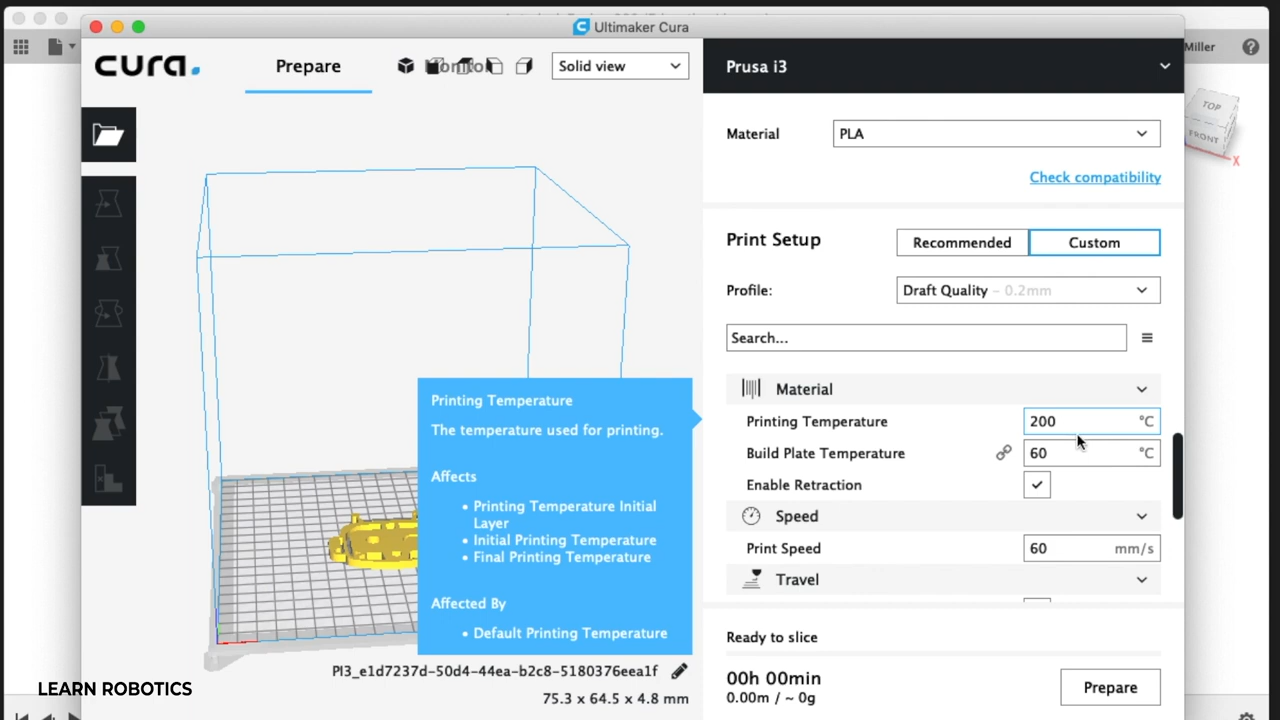 Ultimaker Cura
Miller
cura.
Prepare
Solid view
Prusa i3
TOP
FRONT
X
Material
PLA
Check compatibility
Print Setup
Recommended
Custom
Profile:
Draft Quality – 0.2mm
Search...
Material
Printing Temperature
200 °C
Build Plate Temperature
60 °C
Enable Retraction
Speed
Print Speed
60 mm/s
Travel
Printing Temperature
The temperature used for printing.
Affects
• Printing Temperature Initial
Layer
• Initial Printing Temperature
• Final Printing Temperature
Affected By
• Default Printing Temperature
PI3_e1d7237d-50d4-44ea-b2c8-5180376eea1f
75.3 x 64.5 x 4.8 mm
Ready to slice
00h 00min
0.00m / ~ 0g
Prepare
LEARN ROBOTICS